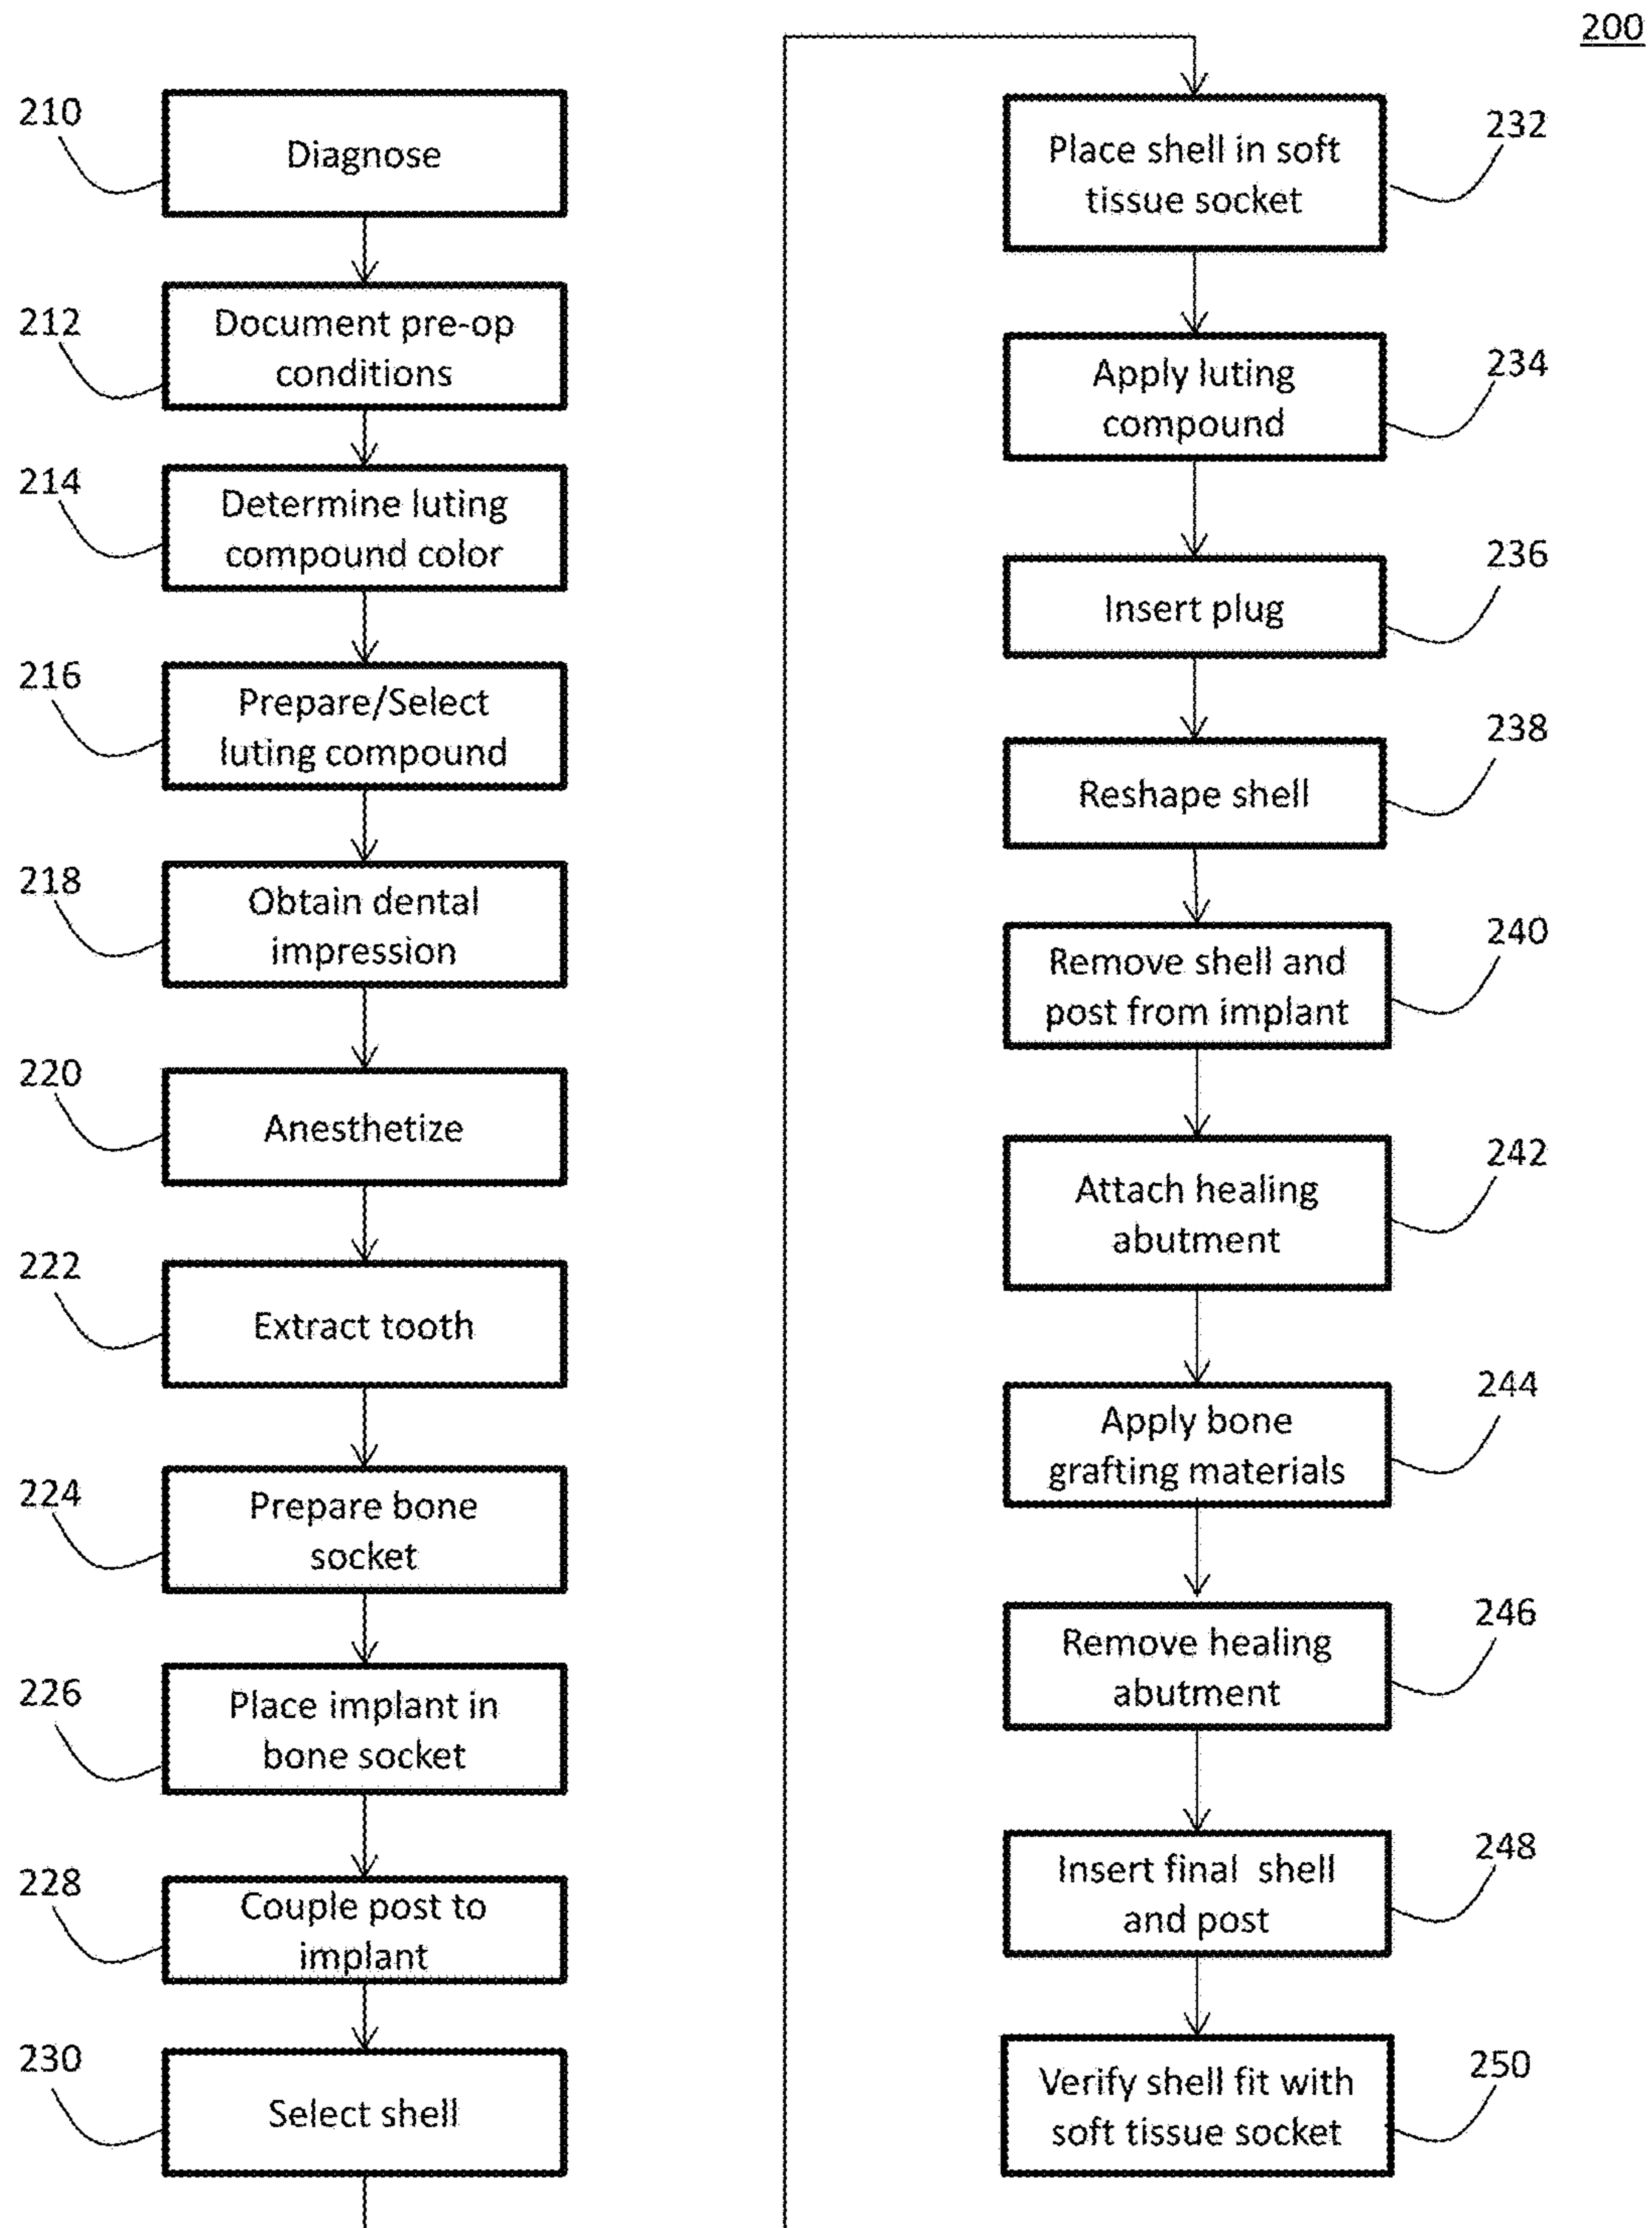 200
210
Diagnose
212
Document pre-op
conditions
214
Determine luting
compound color
216
Prepare/Select
luting compound
218
Obtain dental
impression
220
Anesthetize
222
Extract tooth
224
Prepare bone
socket
226
Place implant in
bone socket
228
Couple post to
implant
230
Select shell
232
Place shell in soft
tissue socket
234
Apply luting
compound
236
Insert plug
238
Reshape shell
240
Remove shell and
post from implant
242
Attach healing
abutment
244
Apply bone
grafting materials
246
Remove healing
abutment
248
Insert final shell
and post
250
Verify shell fit with
soft tissue socket